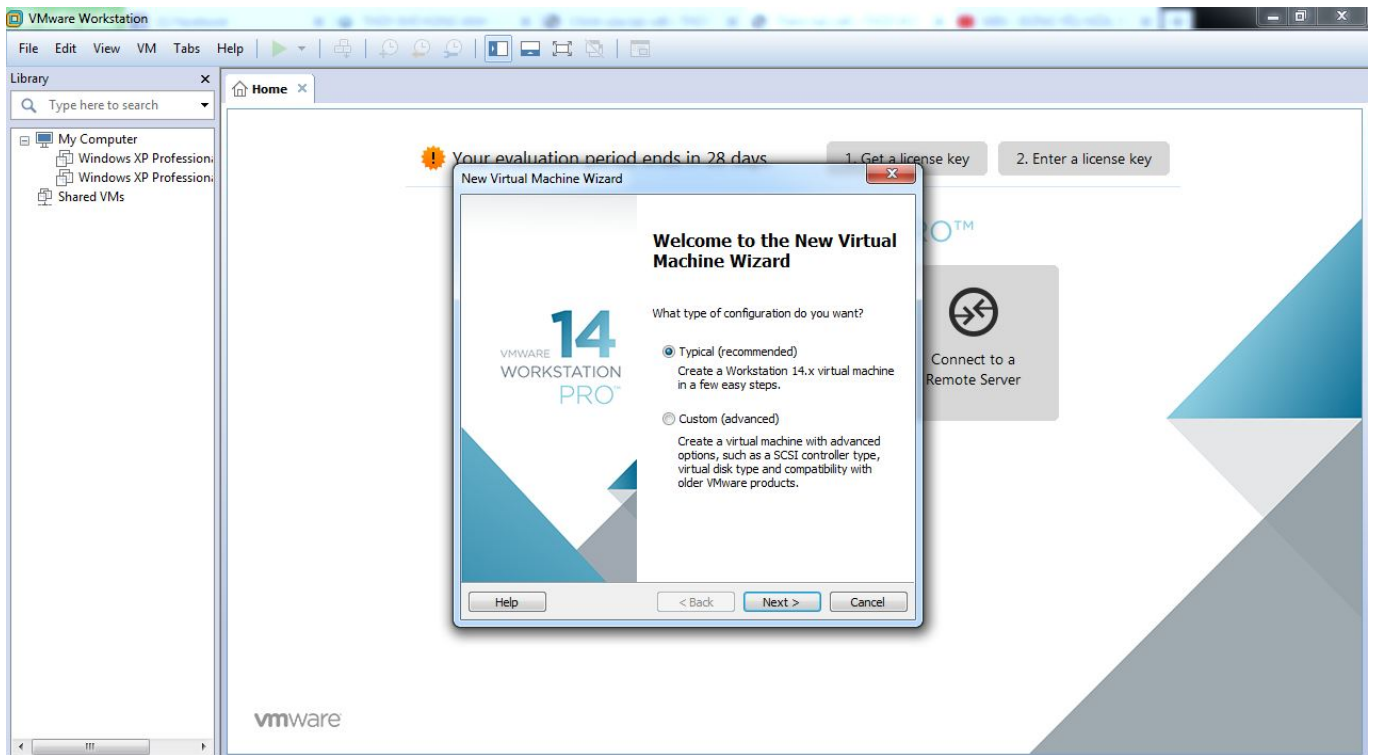 VMware Workstation
File Edit View VM Tabs Help
Library
Type here to search
My Computer
Windows XP Profession
Windows XP Profession
Shared VMs
Home
Your evaluation period ends in 28 days
1. Get a license key
2. Enter a license key
New Virtual Machine Wizard
O™
VMWARE 14
WORKSTATION
PRO™
Welcome to the New Virtual
Machine Wizard
What type of configuration do you want?
Typical (recommended)
Create a Workstation 14.x virtual machine
in a few easy steps.
Custom (advanced)
Create a virtual machine with advanced
options, such as a SCSI controller type,
virtual disk type and compatibility with
older VMware products.
Help
< Back
Next >
Cancel
Connect to a
Remote Server
vmware